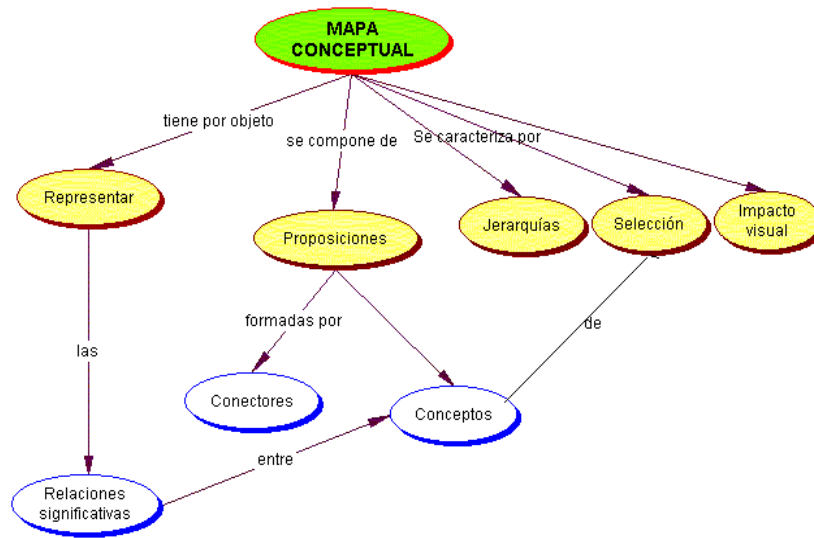 MAPA
CONCEPTUAL
tiene por objeto
se compone de
Se caracteriza por
Representar
Proposiciones
Jerarquías
Selección
Impacto
visual
formadas por
de
las
Conectores
Conceptos
entre
Relaciones
significativas